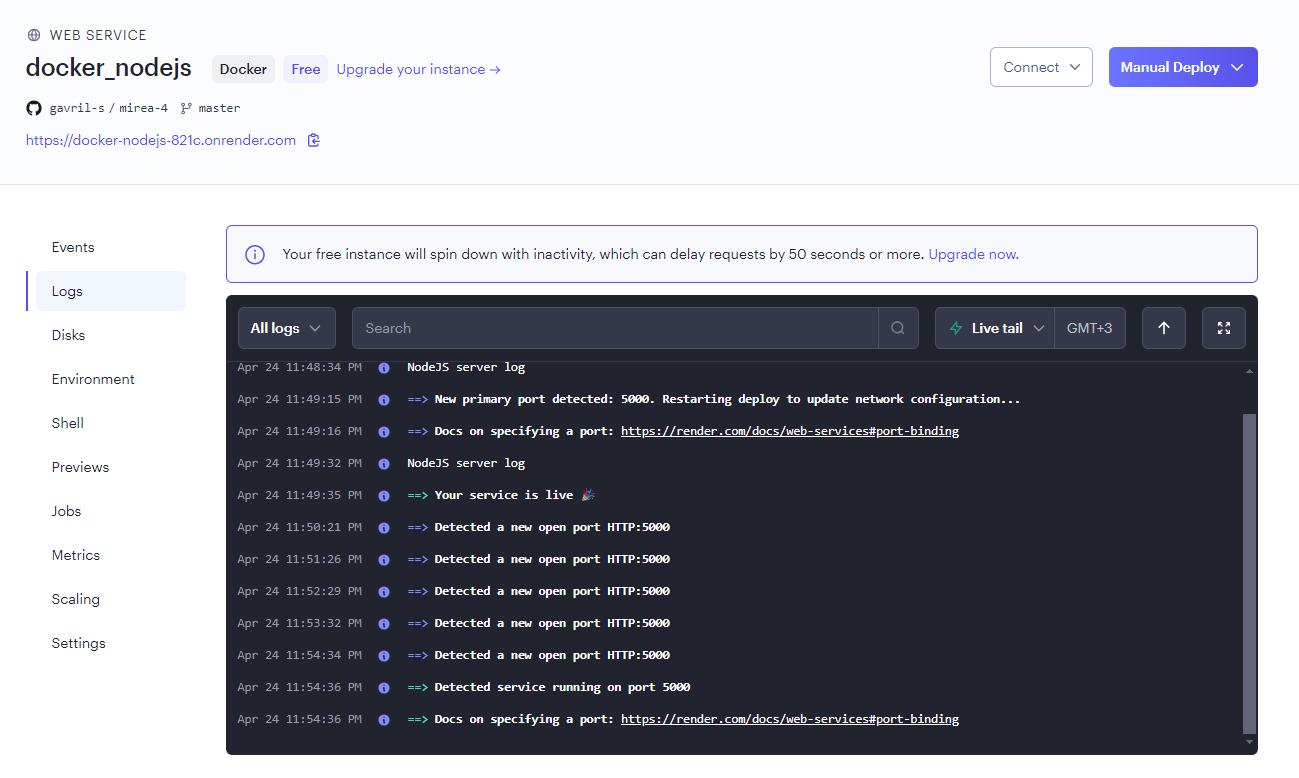 WEB SERVICE
docker_nodejs Docker Free Upgrade your instance →
gavril-s / mirea-4 master
https://docker-nodejs-821c.onrender.com
Connect
Manual Deploy
Events
Logs
Disks
Environment
Shell
Previews
Jobs
Metrics
Scaling
Settings
Your free instance will spin down with inactivity, which can delay requests by 50 seconds or more. Upgrade now.
All logs Search Live tail GMT+3
Apr 24 11:48:34 PM NodeJS server log
Apr 24 11:49:15 PM ==> New primary port detected: 5000. Restarting deploy to update network configuration...
Apr 24 11:49:16 PM ==> Docs on specifying a port: https://render.com/docs/web-services#port-binding
Apr 24 11:49:32 PM NodeJS server log
Apr 24 11:49:35 PM ==> Your service is live 🎉
Apr 24 11:50:21 PM ==> Detected a new open port HTTP:5000
Apr 24 11:51:26 PM ==> Detected a new open port HTTP:5000
Apr 24 11:52:29 PM ==> Detected a new open port HTTP:5000
Apr 24 11:53:32 PM ==> Detected a new open port HTTP:5000
Apr 24 11:54:34 PM ==> Detected a new open port HTTP:5000
Apr 24 11:54:36 PM ==> Detected service running on port 5000
Apr 24 11:54:36 PM ==> Docs on specifying a port: https://render.com/docs/web-services#port-binding